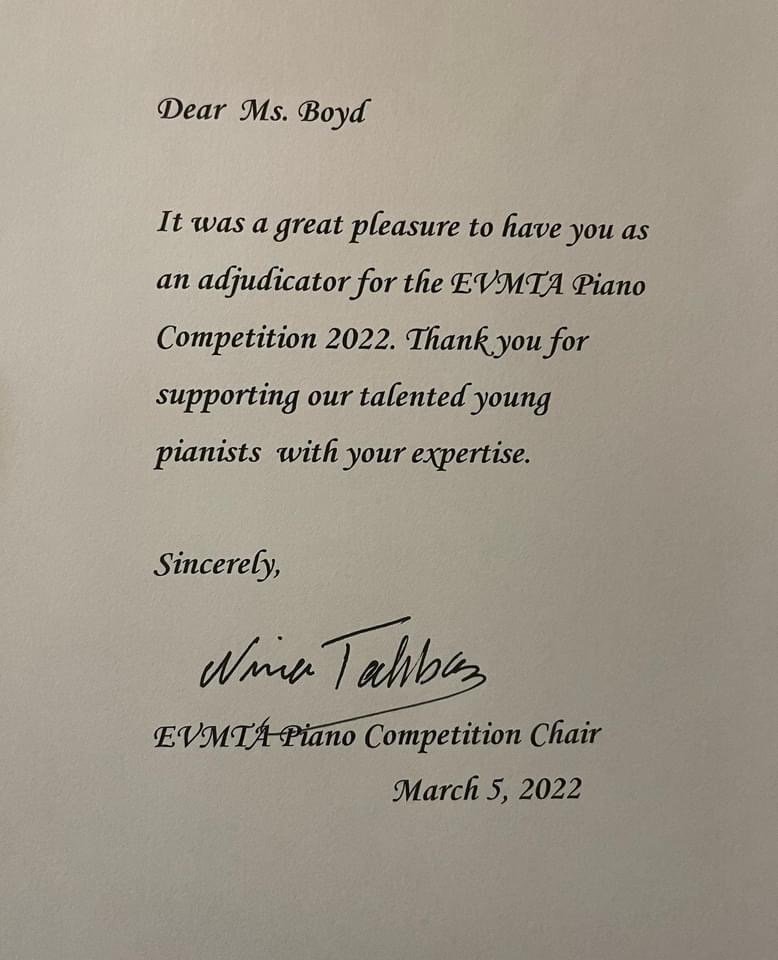 Dear Ms. Boyd
It was a great pleasure to have you as
an adjudicator for the EVMTA Piano
Competition 2022. Thank you for
supporting our talented young
pianists with your expertise.
Sincerely,
Nina Tahbaz
EVMTA Piano Competition Chair
March 5, 2022